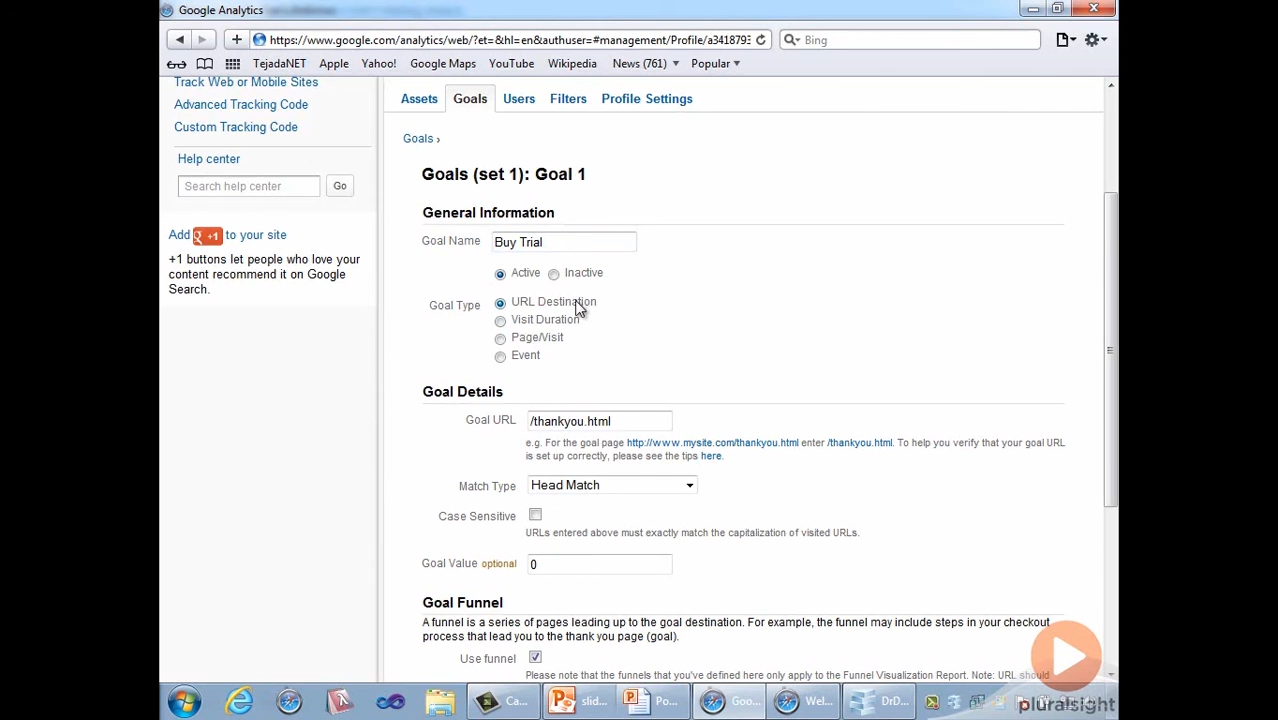 Google Analytics
https://www.google.com/analytics/web/?et=&hl=en&authuser=#management/Profile/a3418793
Bing
TejadaNET Apple Yahoo! Google Maps YouTube Wikipedia News (761) Popular
Track Web or Mobile Sites
Advanced Tracking Code
Custom Tracking Code
Help center
Search help center Go
Add +1 to your site
+1 buttons let people who love your
content recommend it on Google
Search.
Assets Goals Users Filters Profile Settings
Goals ›
Goals (set 1): Goal 1
General Information
Goal Name Buy Trial
Active Inactive
Goal Type URL Destination
Visit Duration
Page/Visit
Event
Goal Details
Goal URL /thankyou.html
e.g. For the goal page http://www.mysite.com/thankyou.html enter /thankyou.html. To help you verify that your goal URL
is set up correctly, please see the tips here.
Match Type Head Match
Case Sensitive
URLs entered above must exactly match the capitalization of visited URLs.
Goal Value optional 0
Goal Funnel
A funnel is a series of pages leading up to the goal destination. For example, the funnel may include steps in your checkout
process that lead you to the thank you page (goal).
Use funnel
Please note that the funnels that you've defined here only apply to the Funnel Visualization Report. Note: URL should
Ca... slid... Po... Goo... Wel... DrD...
pluralsight